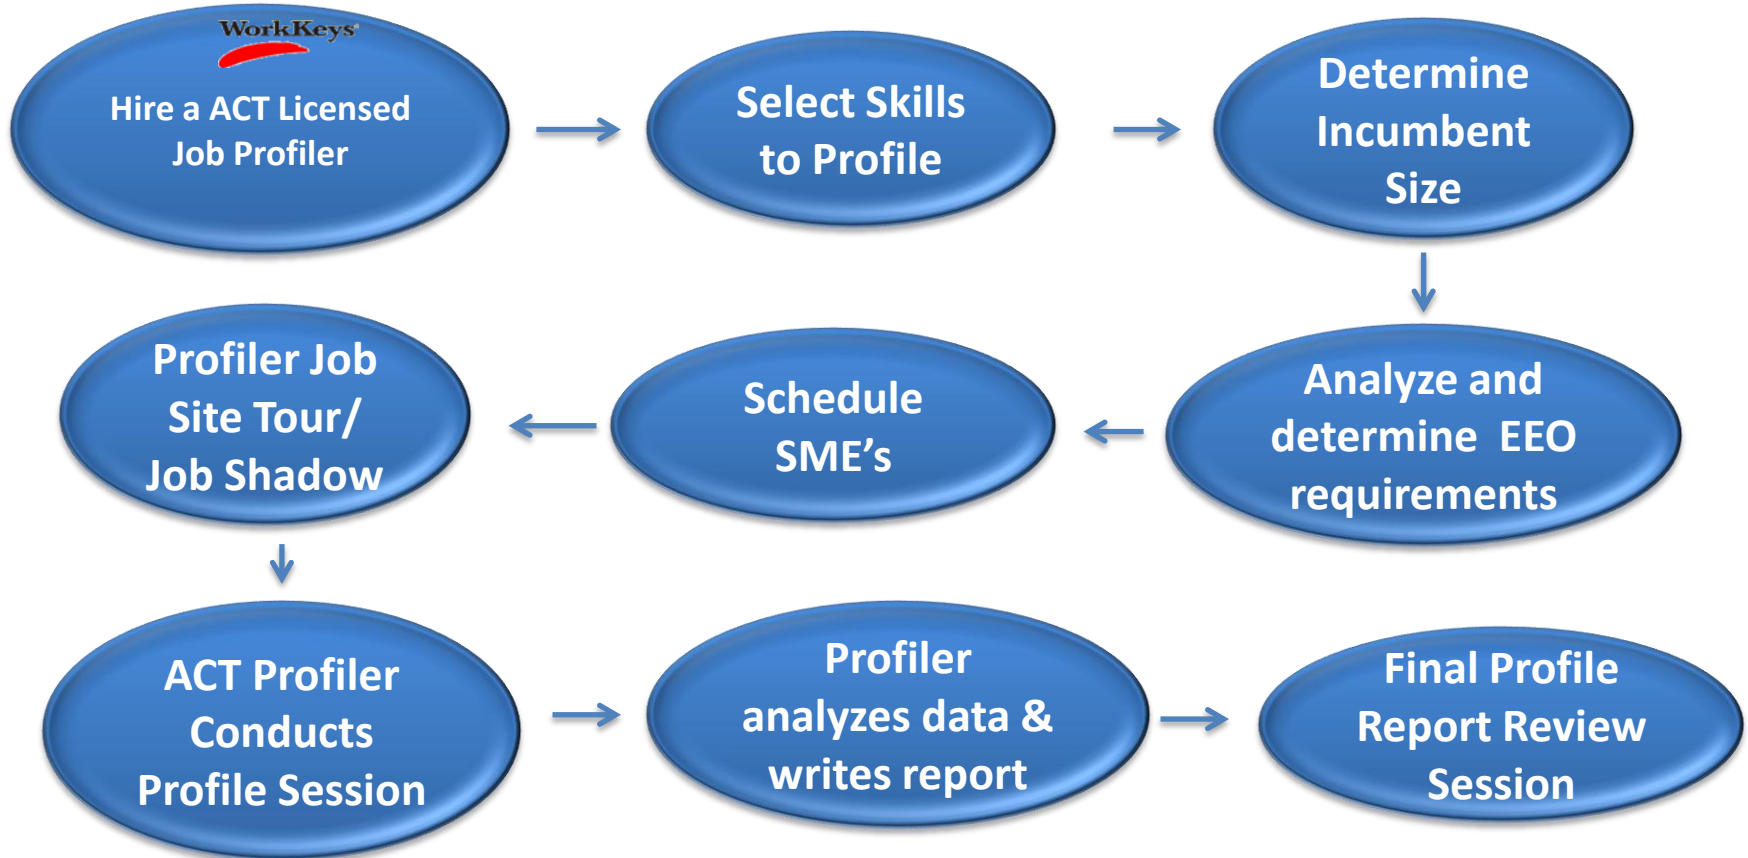 WorkKeys®
Hire a ACT Licensed
Job Profiler
Select Skills
to Profile
Determine
Incumbent
Size
Analyze and
determine EEO
requirements
Schedule
SME’s
Profiler Job
Site Tour/
Job Shadow
ACT Profiler
Conducts
Profile Session
Profiler
analyzes data &
writes report
Final Profile
Report Review
Session